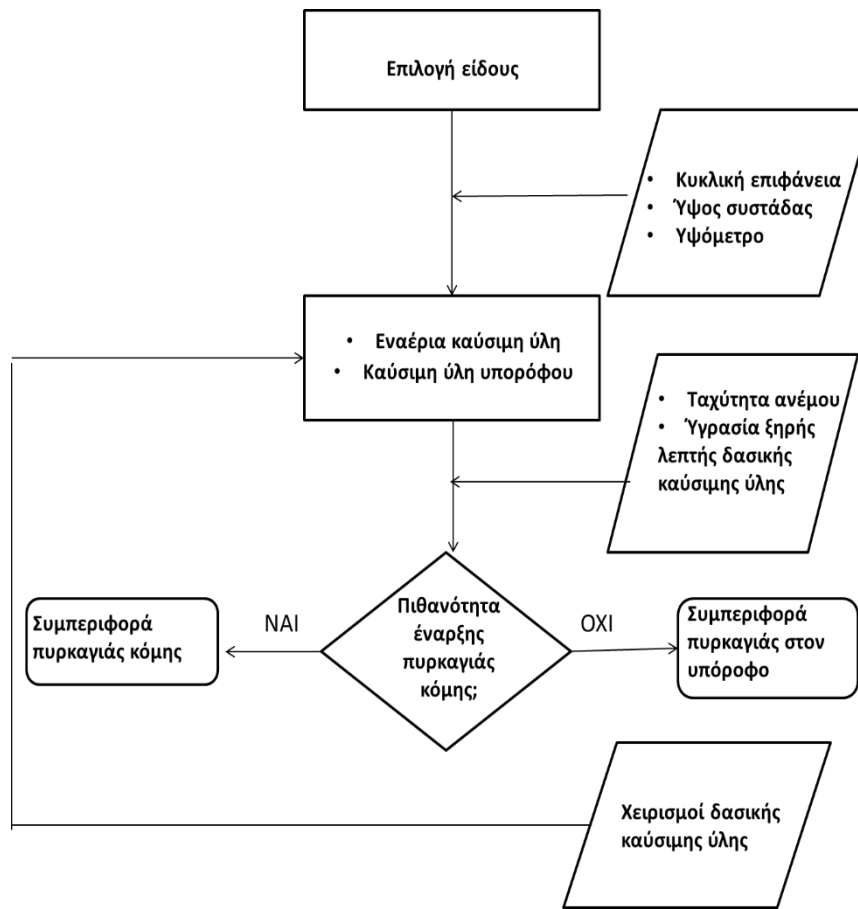 Επιλογή είδους
• Κυκλική επιφάνεια
• Ύψος συστάδας
• Υψόμετρο
• Εναέρια καύσιμη ύλη
• Καύσιμη ύλη υπορόφου
• Ταχύτητα ανέμου
• Ύγρασία ξηρής
λεπτής δασικής
καύσιμης ύλης
Πιθανότητα
έναρξης
πυρκαγιάς
κόμης;
ΝΑΙ
ΟΧΙ
Συμπεριφορά
πυρκαγιάς κόμης
Συμπεριφορά
πυρκαγιάς στον
υπόροφο
Χειρισμοί δασικής
καύσιμης ύλης